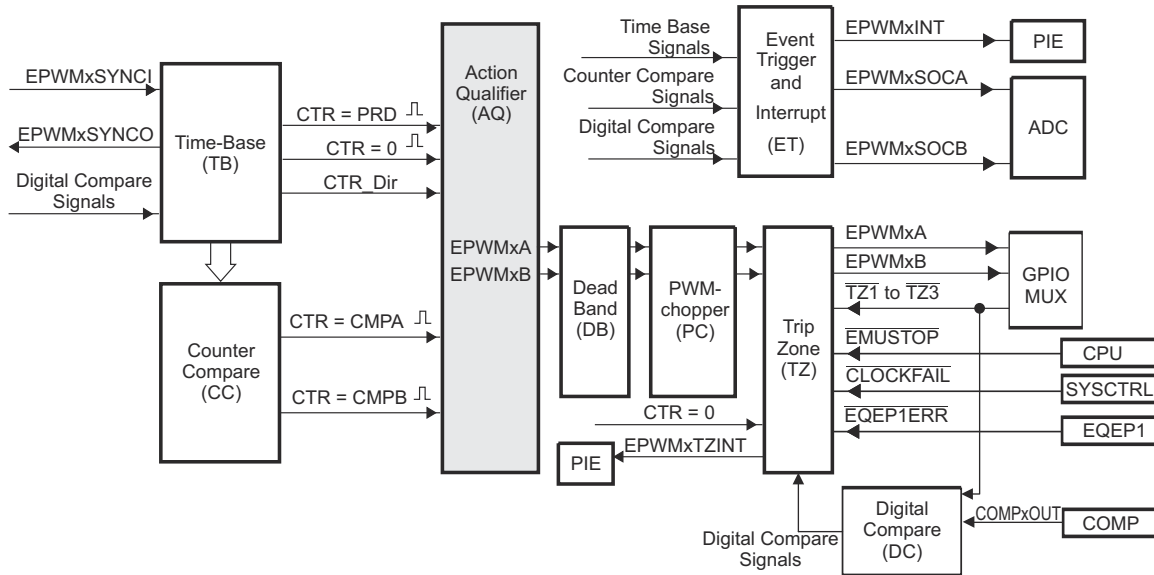 EPWMxSYNCI
EPWMxSYNCO
Digital Compare
Signals
Time-Base
(TB)
CTR = PRD
CTR = 0
CTR_Dir
Counter
Compare
(CC)
CTR = CMPA
CTR = CMPB
Action
Qualifier
(AQ)
EPWMxA
EPWMxB
Time Base
Signals
Counter Compare
Signals
Digital Compare
Signals
Event
Trigger
and
Interrupt
(ET)
EPWMxINT
EPWMxSOCA
EPWMxSOCB
PIE
ADC
Dead
Band
(DB)
PWM-
chopper
(PC)
Trip
Zone
(TZ)
EPWMxA
EPWMxB
TZ1 to TZ3
EMUSTOP
CLOCKFAIL
EQEP1ERR
GPIO
MUX
CPU
SYSCTRL
EQEP1
CTR = 0
EPWMxTZINT
PIE
Digital Compare
Signals
Digital
Compare
(DC)
COMPxOUT
COMP